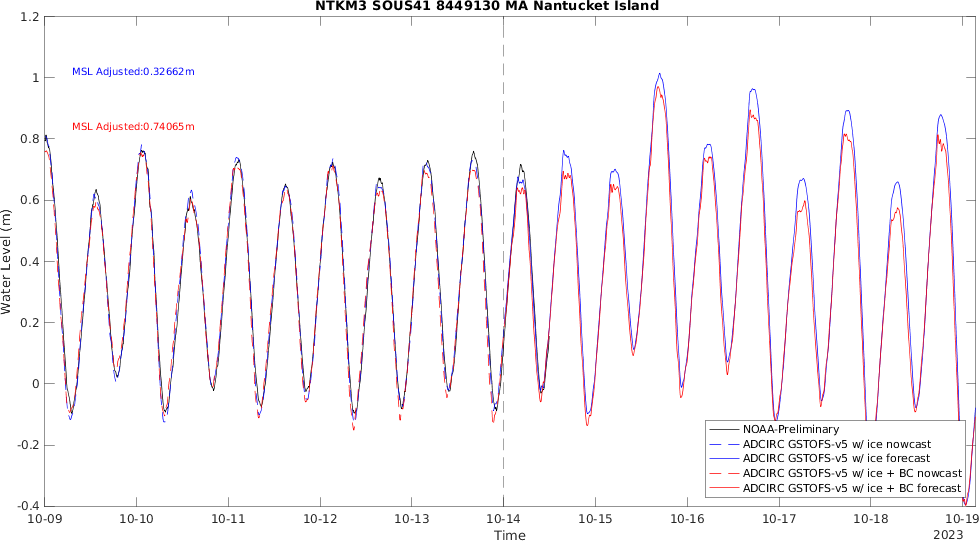 NTKM3 SOUS41 8449130 MA Nantucket Island
1.2
1
0.8
0.6
0.4
0.2
0
-0.2
-0.4
Water Level (m)
MSL Adjusted:0.32662m
MSL Adjusted:0.74065m
NOAA-Preliminary
ADCIRC GSTOFS-v5 w/ ice nowcast
ADCIRC GSTOFS-v5 w/ ice forecast
ADCIRC GSTOFS-v5 w/ ice + BC nowcast
ADCIRC GSTOFS-v5 w/ ice + BC forecast
10-09 10-10 10-11 10-12 10-13 10-14 10-15 10-16 10-17 10-18 10-19
Time
2023